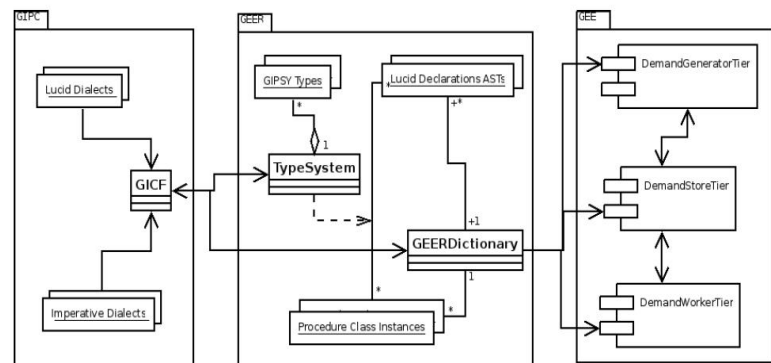 GIPC
GEER
GEE
Lucid Dialects
GIPSY Types
Lucid Declarations ASTs
DemandGeneratorTier
*
*
+*
1
GICF
TypeSystem
DemandStoreTier
+1
GEERDictionary
1
Imperative Dialects
*
*
Procedure Class Instances
DemandWorkerTier